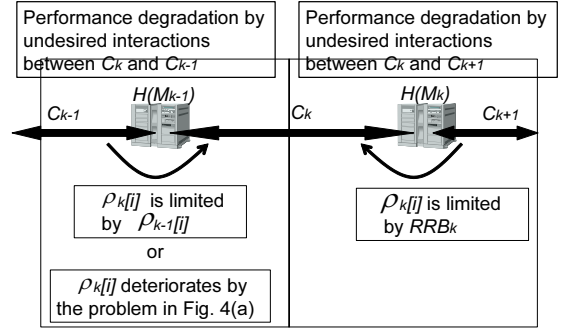 Performance degradation by
undesired interactions
between Ck and Ck-1
Performance degradation by
undesired interactions
between Ck and Ck+1
H(Mk-1)
H(Mk)
Ck-1
Ck
Ck+1
ρk[i] is limited
by ρk-1[i]
or
ρk[i] deteriorates by
the problem in Fig. 4(a)
ρk[i] is limited
by RRBk